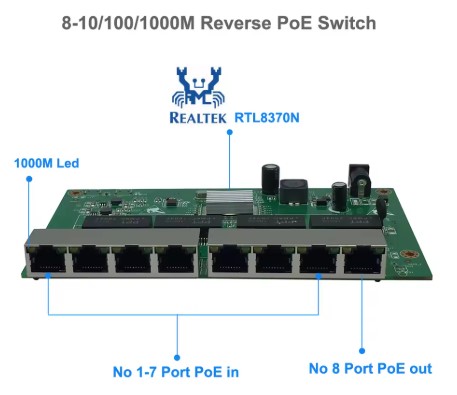 8-10/100/1000M Reverse PoE Switch
REALTEK RTL8370N
1000M Led
No 1-7 Port PoE in
No 8 Port PoE out